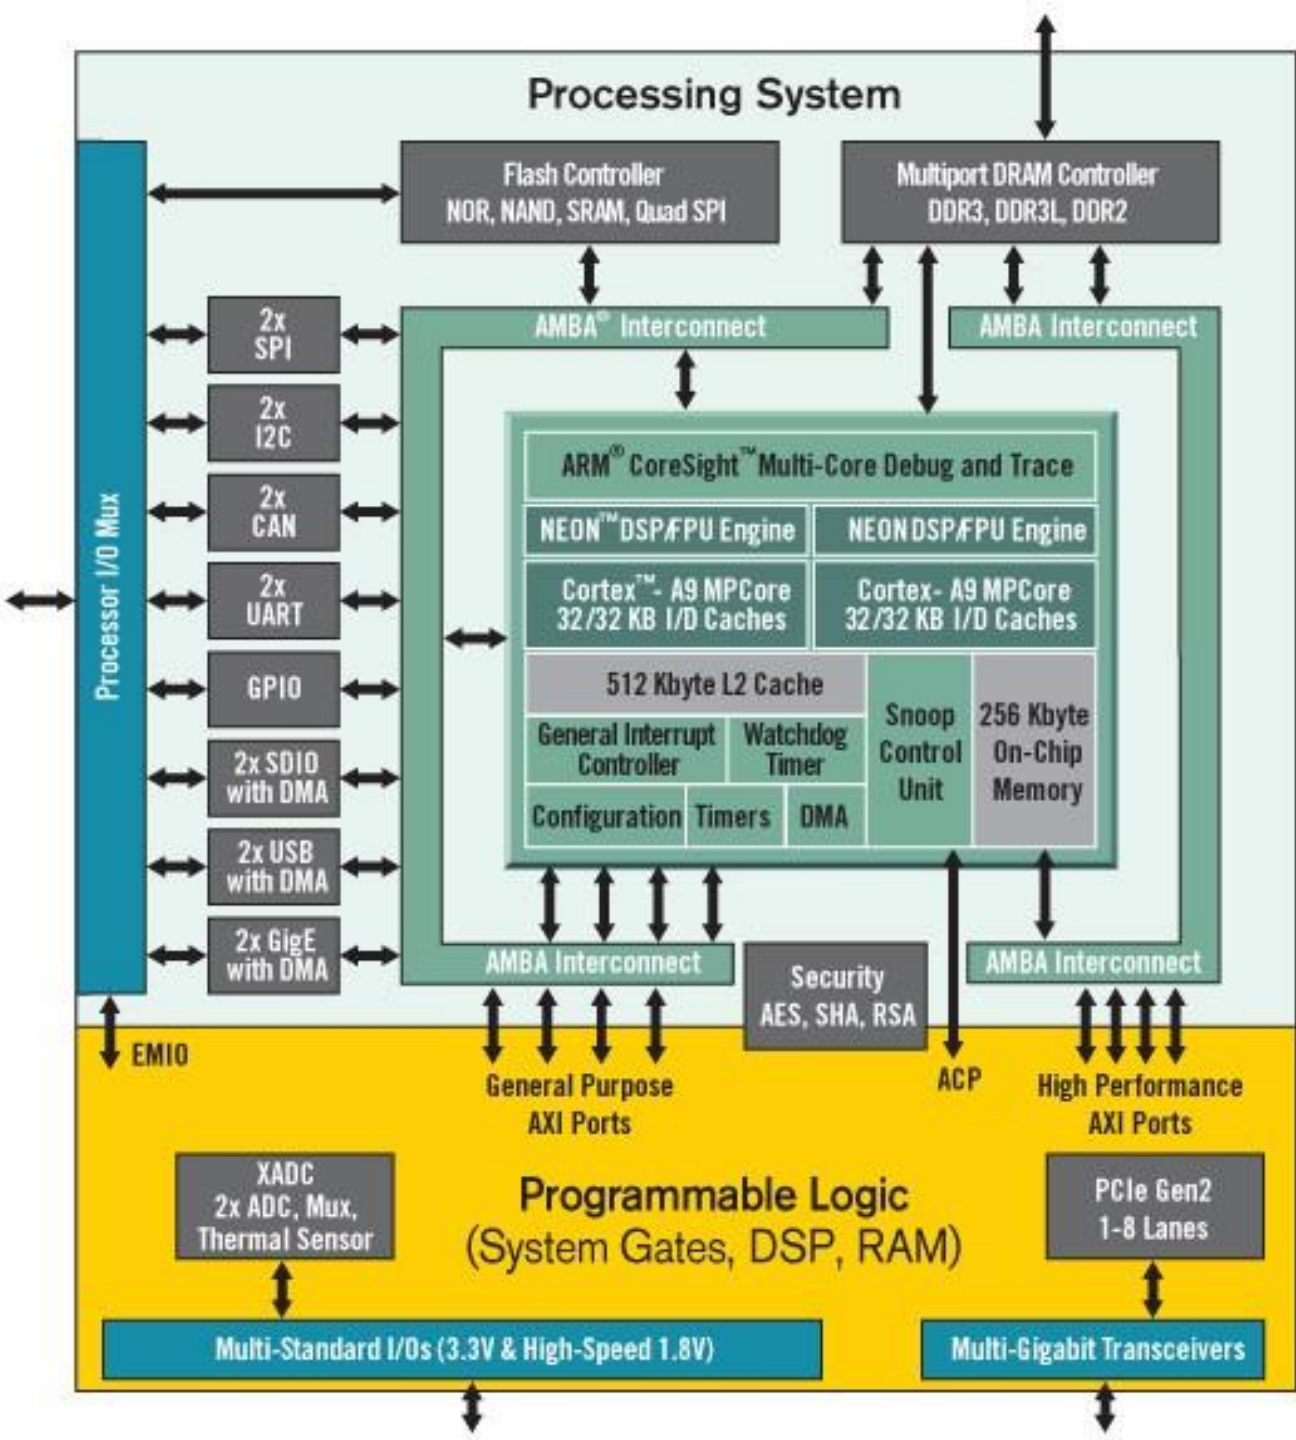 Processing System
Flash Controller
NOR, NAND, SRAM, Quad SPI
Multiport DRAM Controller
DDR3, DDR3L, DDR2
Processor I/O Mux
2x
SPI
2x
I2C
2x
CAN
2x
UART
GPIO
2x SDIO
with DMA
2x USB
with DMA
2x GigE
with DMA
AMBA® Interconnect
AMBA Interconnect
ARM® CoreSight™ Multi-Core Debug and Trace
NEON™ DSP/FPU Engine
NEON DSP/FPU Engine
Cortex™- A9 MPCore
32/32 KB I/D Caches
Cortex- A9 MPCore
32/32 KB I/D Caches
512 Kbyte L2 Cache
General Interrupt
Controller
Watchdog
Timer
Configuration
Timers
DMA
Snoop
Control
Unit
256 Kbyte
On-Chip
Memory
AMBA Interconnect
Security
AES, SHA, RSA
AMBA Interconnect
EMIO
General Purpose
AXI Ports
ACP
High Performance
AXI Ports
XADC
2x ADC, Mux,
Thermal Sensor
Programmable Logic
(System Gates, DSP, RAM)
PCIe Gen2
1-8 Lanes
Multi-Standard I/Os (3.3V & High-Speed 1.8V)
Multi-Gigabit Transceivers